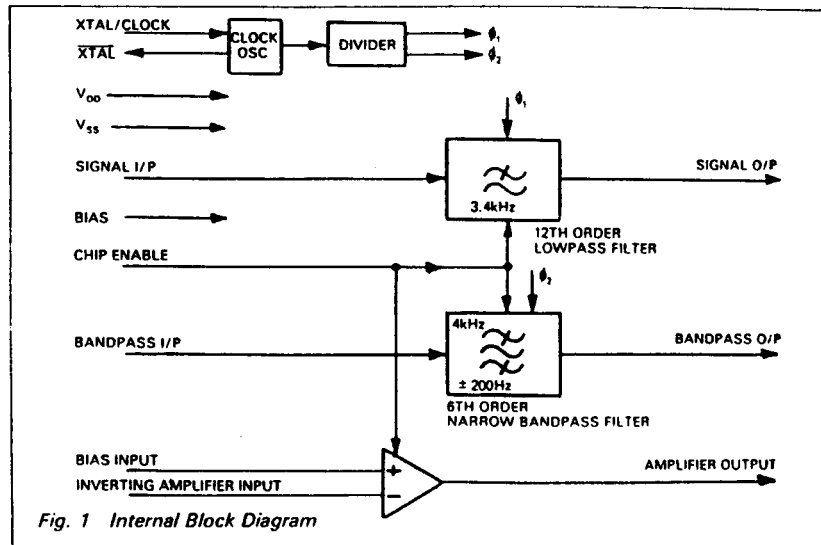 XTAL/CLOCK
XTAL
CLOCK
OSC
DIVIDER
ϕ₁
ϕ₂
V_DD
V_SS
ϕ₁
SIGNAL I/P
SIGNAL O/P
3.4kHz
BIAS
12TH ORDER
LOWPASS FILTER
CHIP ENABLE
ϕ₂
4kHz
BANDPASS I/P
BANDPASS O/P
± 200Hz
6TH ORDER
NARROW BANDPASS FILTER
BIAS INPUT
+
AMPLIFIER OUTPUT
INVERTING AMPLIFIER INPUT
−
Fig. 1 Internal Block Diagram